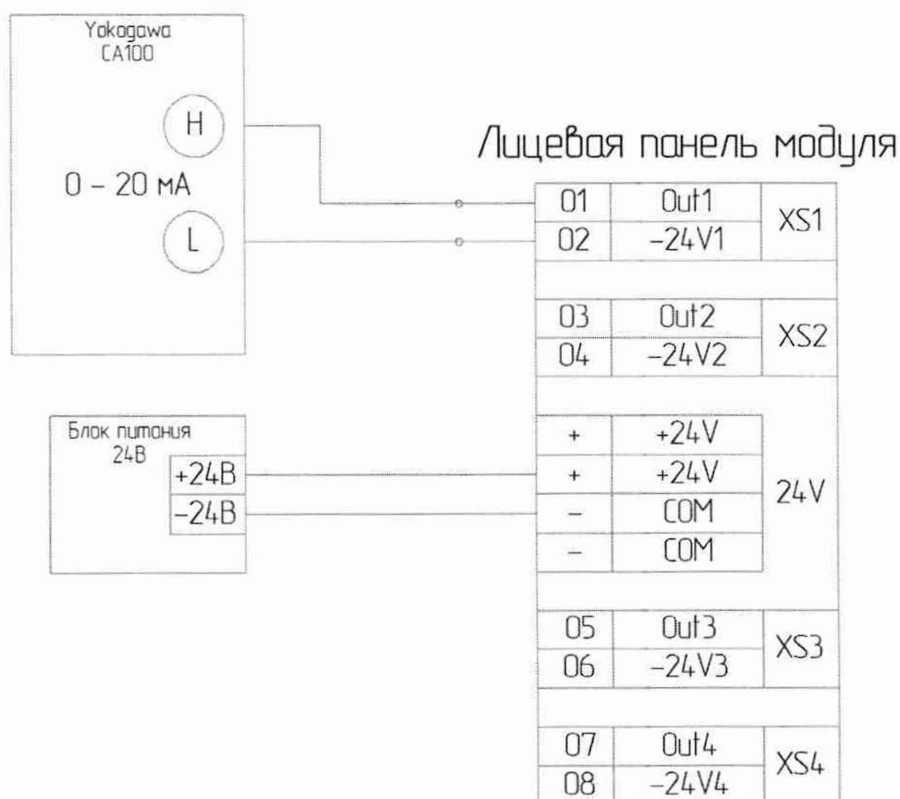 Yokogawa
CA100
H
0 – 20 мА
L
Лицевая панель модуля
01 Out1 XS1
02 –24V1
03 Out2 XS2
04 –24V2
Блок питания
24В
+24В
–24В
+ +24V
+ +24V
24V
– COM
– COM
05 Out3 XS3
06 –24V3
07 Out4 XS4
08 –24V4